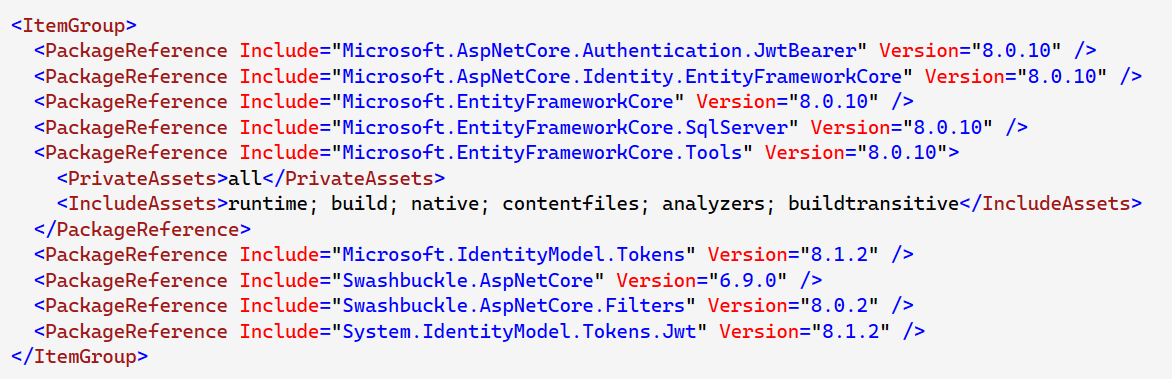 <ItemGroup>
  <PackageReference Include="Microsoft.AspNetCore.Authentication.JwtBearer" Version="8.0.10" />
  <PackageReference Include="Microsoft.AspNetCore.Identity.EntityFrameworkCore" Version="8.0.10" />
  <PackageReference Include="Microsoft.EntityFrameworkCore" Version="8.0.10" />
  <PackageReference Include="Microsoft.EntityFrameworkCore.SqlServer" Version="8.0.10" />
  <PackageReference Include="Microsoft.EntityFrameworkCore.Tools" Version="8.0.10">
    <PrivateAssets>all</PrivateAssets>
    <IncludeAssets>runtime; build; native; contentfiles; analyzers; buildtransitive</IncludeAssets>
  </PackageReference>
  <PackageReference Include="Microsoft.IdentityModel.Tokens" Version="8.1.2" />
  <PackageReference Include="Swashbuckle.AspNetCore" Version="6.9.0" />
  <PackageReference Include="Swashbuckle.AspNetCore.Filters" Version="8.0.2" />
  <PackageReference Include="System.IdentityModel.Tokens.Jwt" Version="8.1.2" />
</ItemGroup>